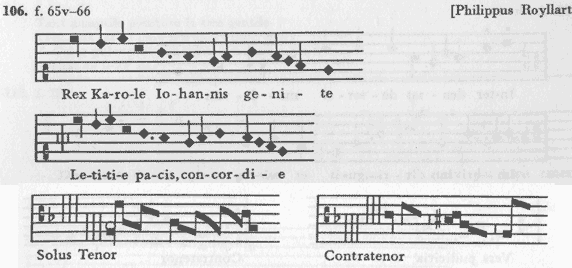 106. f. 65v–66 [Philippus Royllart
Rex Ka-ro-le Io-han-nis ge-ni-te
Le-ti-ti-e pa-cis, con-cor-di-e
Solus Tenor Contratenor